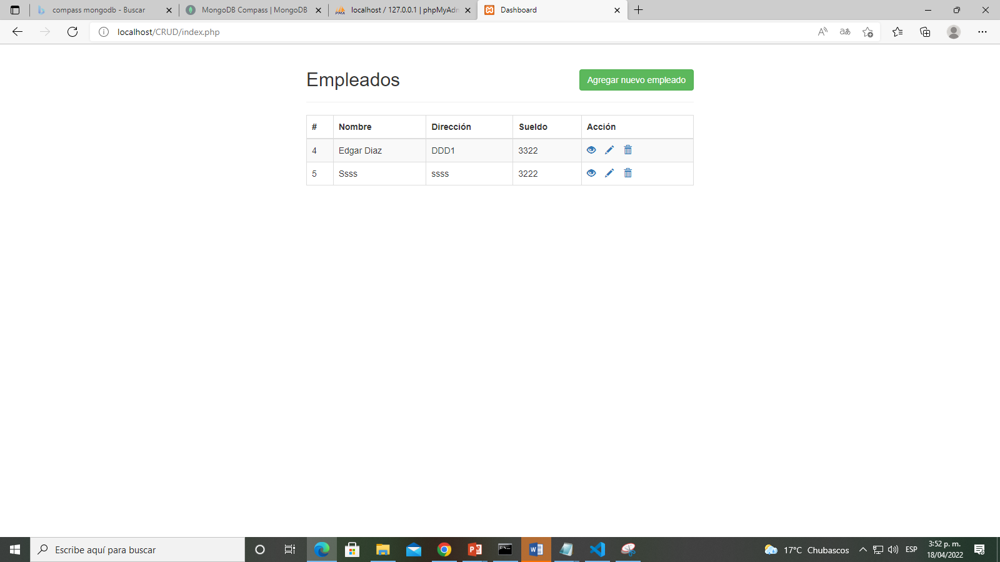 compass mongodb - Buscar
MongoDB Compass | MongoDB
localhost / 127.0.0.1 | phpMyAdn
Dashboard
localhost/CRUD/index.php
Empleados
Agregar nuevo empleado
# Nombre Dirección Sueldo Acción
4 Edgar Diaz DDD1 3322
5 Ssss ssss 3222
Escribe aquí para buscar
17°C Chubascos
ESP
3:52 p. m.
18/04/2022